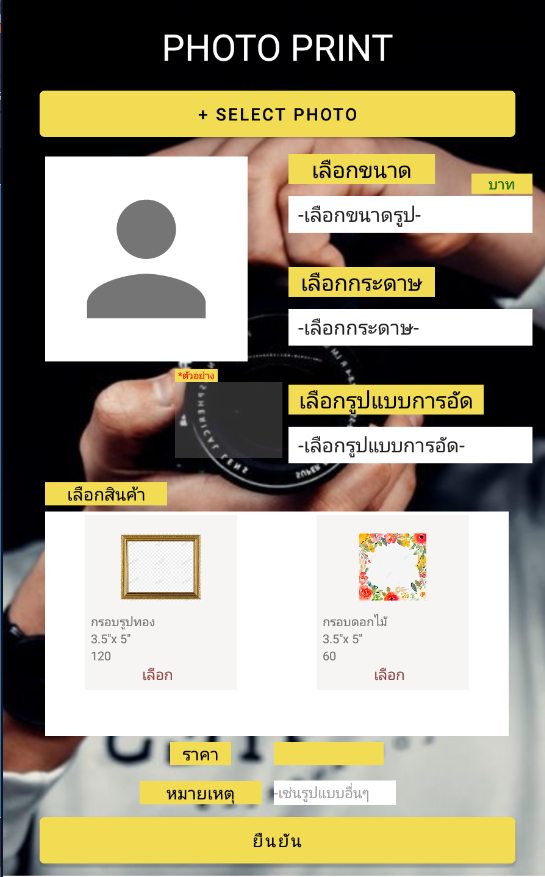 PHOTO PRINT
+ SELECT PHOTO
เลือกขนาด
บาท
-เลือกขนาดรูป-
เลือกกระดาษ
-เลือกกระดาษ-
*ตัวอย่าง
เลือกรูปแบบการอัด
-เลือกรูปแบบการอัด-
เลือกสินค้า
กรอบรูปทอง
3.5"x 5"
120
เลือก
กรอบดอกไม้
3.5"x 5"
60
เลือก
ราคา
หมายเหตุ
-เช่นรูปแบบอื่นๆ
ยืนยัน